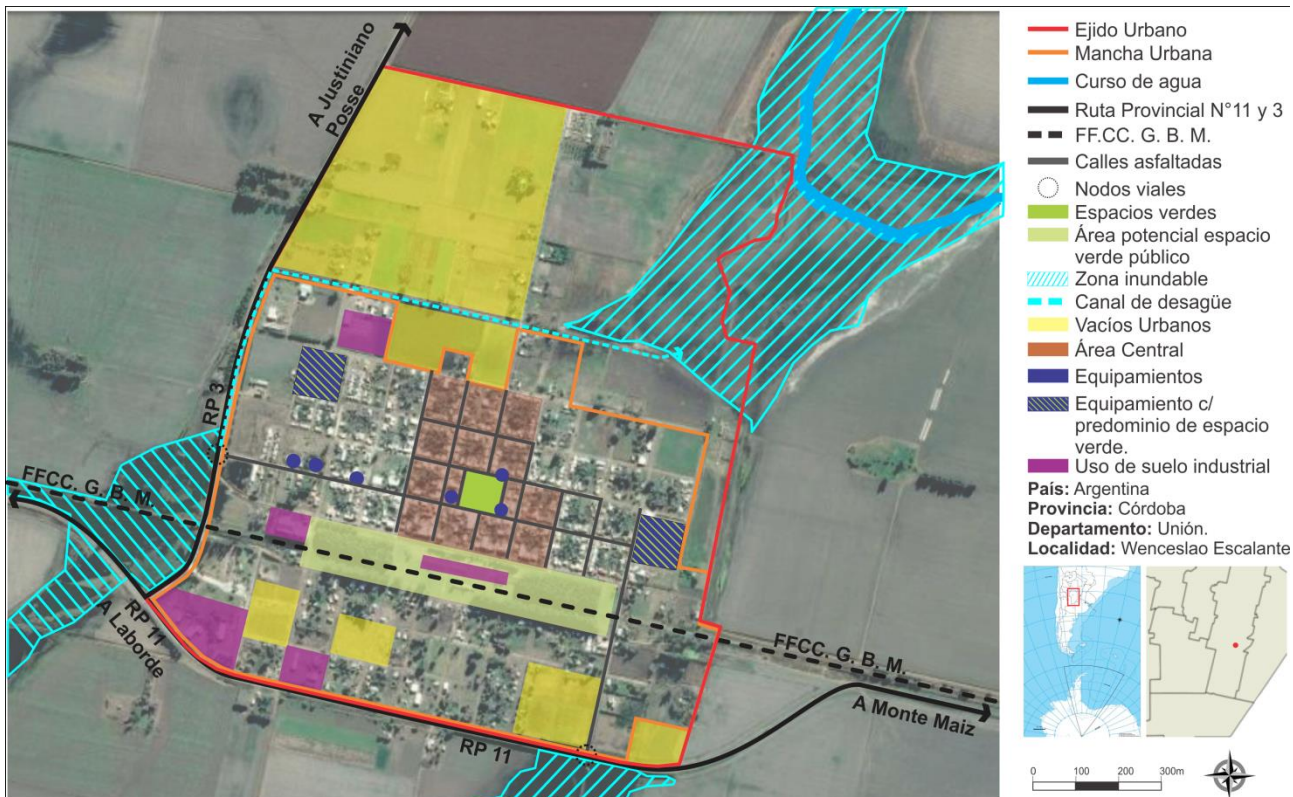 A Justiniano
Posse
RP 3
FFCC. G. B. M.
RP 11
A Laborde
RP 11
FFCC. G. B. M.
A Monte Maiz
Ejido Urbano
Mancha Urbana
Curso de agua
Ruta Provincial N°11 y 3
FF.CC. G. B. M.
Calles asfaltadas
Nodos viales
Espacios verdes
Área potencial espacio
verde público
Zona inundable
Canal de desagüe
Vacíos Urbanos
Área Central
Equipamientos
Equipamiento c/
predominio de espacio
verde.
Uso de suelo industrial
País: Argentina
Provincia: Córdoba
Departamento: Unión.
Localidad: Wenceslao Escalante
0 100 200 300m